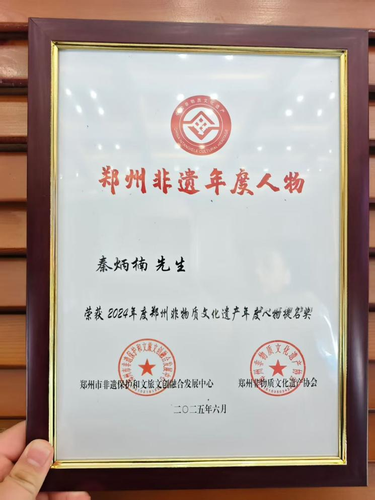 郑州非遗年度人物
秦炳楠 先生
荣获2024年度郑州非物质文化遗产年度人物提名奖
郑州市非遗保护和文旅文创融合发展中心 郑州非物质文化遗产协会
二〇二五年六月